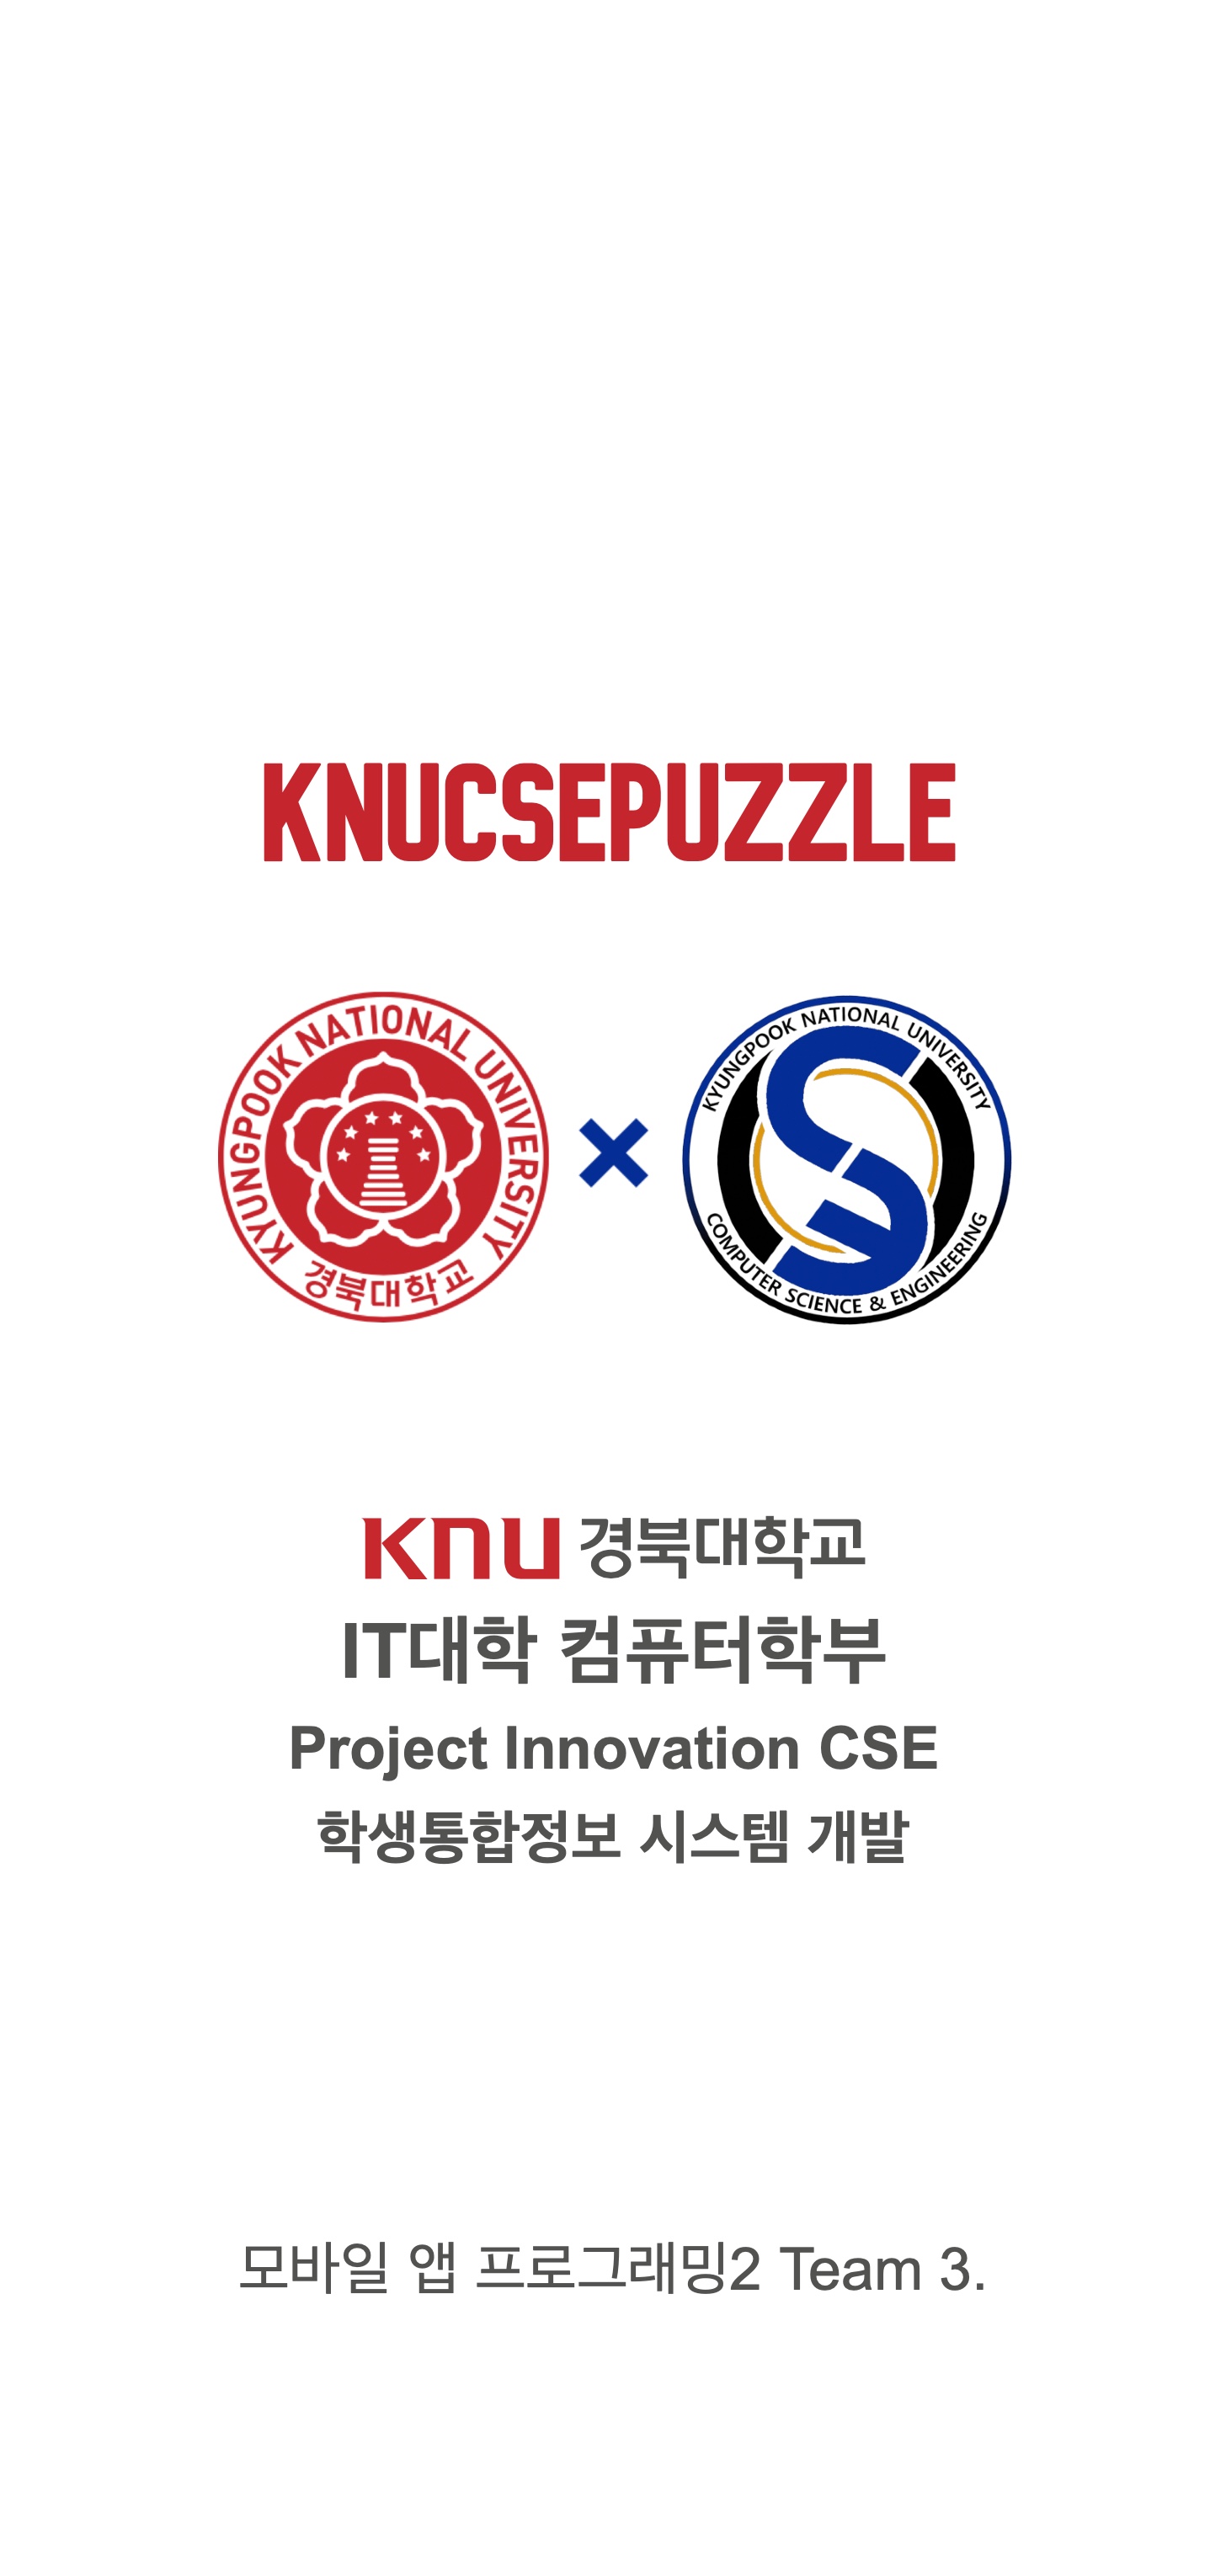 KNUCSEPUZZLE
KYUNGPOOK NATIONAL UNIVERSITY
경북대학교
KYUNGPOOK NATIONAL UNIVERSITY
COMPUTER SCIENCE & ENGINEERING
KNU 경북대학교
IT대학 컴퓨터학부
Project Innovation CSE
학생통합정보 시스템 개발
모바일 앱 프로그래밍2 Team 3.